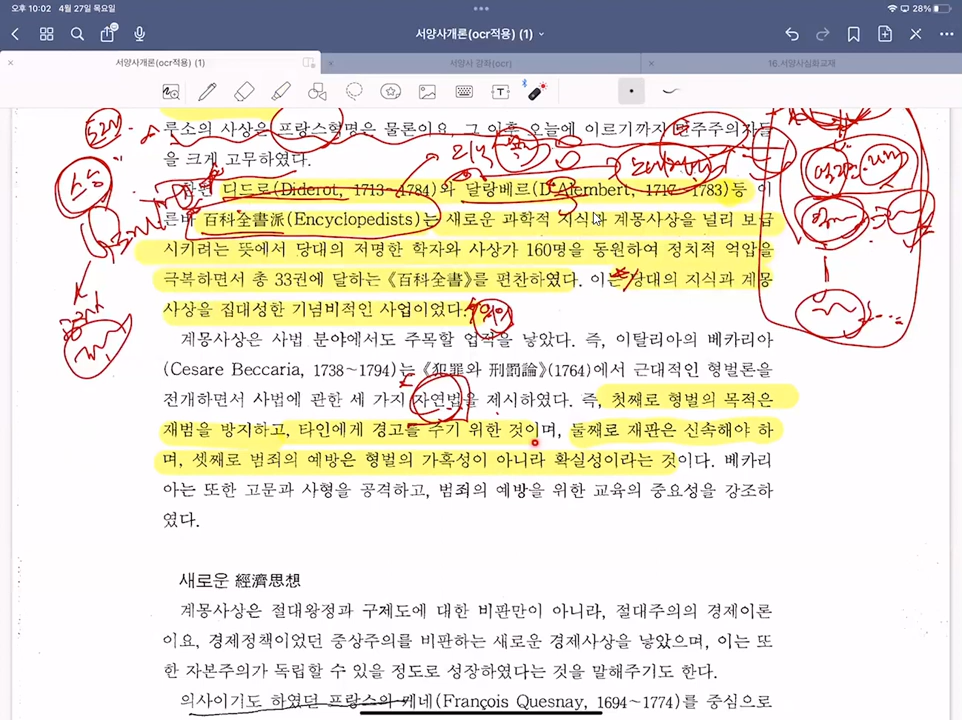 오후 10:02 4월 27일 목요일
28%
서양사개론(ocr적용) (1)
서양사개론(ocr적용) (1)
서양사 강좌(ocr)
16.서양사심화교재
루소의 사상은 프랑스혁명은 물론이요, 그 이후 오늘에 이르기까지 민주주의자들
을 크게 고무하였다.
한편 디드로(Diderot, 1713~1784)와 달랑베르(D'Alembert, 1717~1783)등 이
른바 百科全書派(Encyclopedists)는 새로운 과학적 지식과 계몽사상을 널리 보급
시키려는 뜻에서 당대의 저명한 학자와 사상가 160명을 동원하여 정치적 억압을
극복하면서 총 33권에 달하는 《百科全書》를 편찬하였다. 이는 당대의 지식과 계몽
사상을 집대성한 기념비적인 사업이었다.
계몽사상은 사법 분야에서도 주목할 업적을 낳았다. 즉, 이탈리아의 베카리아
(Cesare Beccaria, 1738~1794)는 《犯罪와 刑罰論》(1764)에서 근대적인 형벌론을
전개하면서 사법에 관한 세 가지 자연법을 제시하였다. 즉, 첫째로 형벌의 목적은
재범을 방지하고, 타인에게 경고를 주기 위한 것이며, 둘째로 재판은 신속해야 하
며, 셋째로 범죄의 예방은 형벌의 가혹성이 아니라 확실성이라는 것이다. 베카리
아는 또한 고문과 사형을 공격하고, 범죄의 예방을 위한 교육의 중요성을 강조하
였다.
새로운 經濟思想
계몽사상은 절대왕정과 구제도에 대한 비판만이 아니라, 절대주의의 경제이론
이요, 경제정책이었던 중상주의를 비판하는 새로운 경제사상을 낳았으며, 이는 또
한 자본주의가 독립할 수 있을 정도로 성장하였다는 것을 말해주기도 한다.
의사이기도 하였던 프랑스의 케네(François Quesnay, 1694~1774)를 중심으로